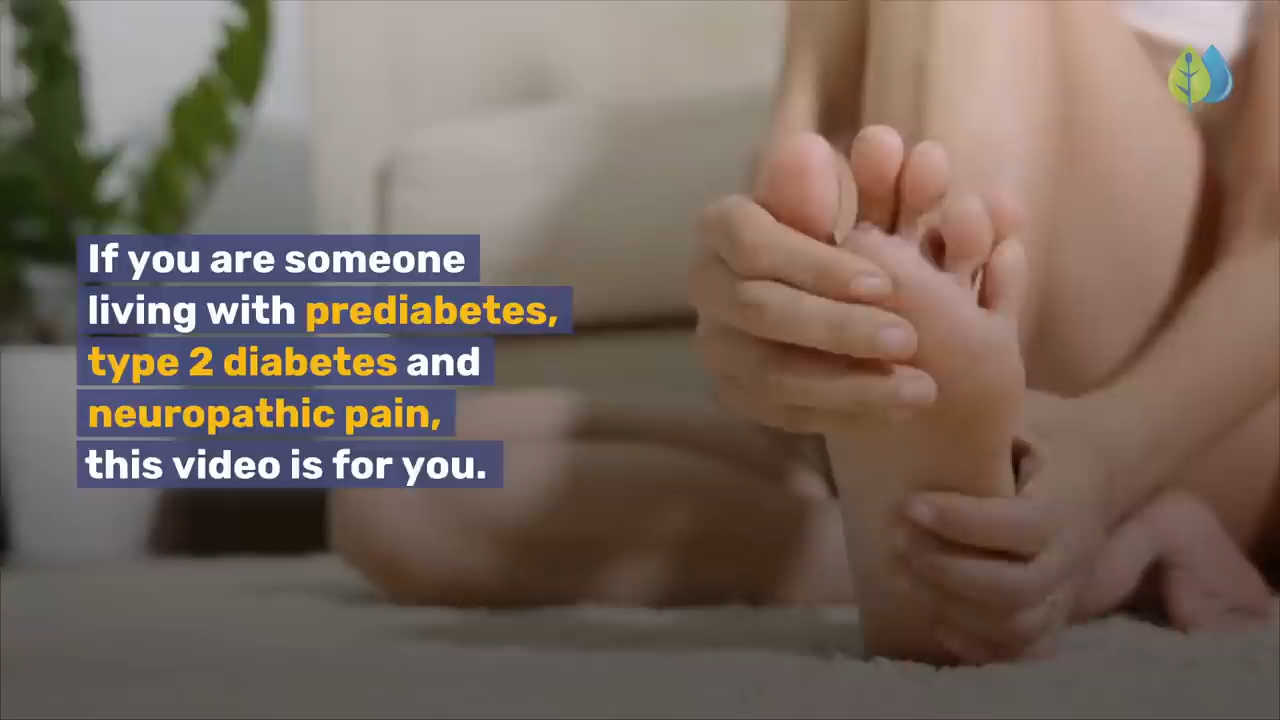 If you are someone
living with prediabetes,
type 2 diabetes and
neuropathic pain,
this video is for you.